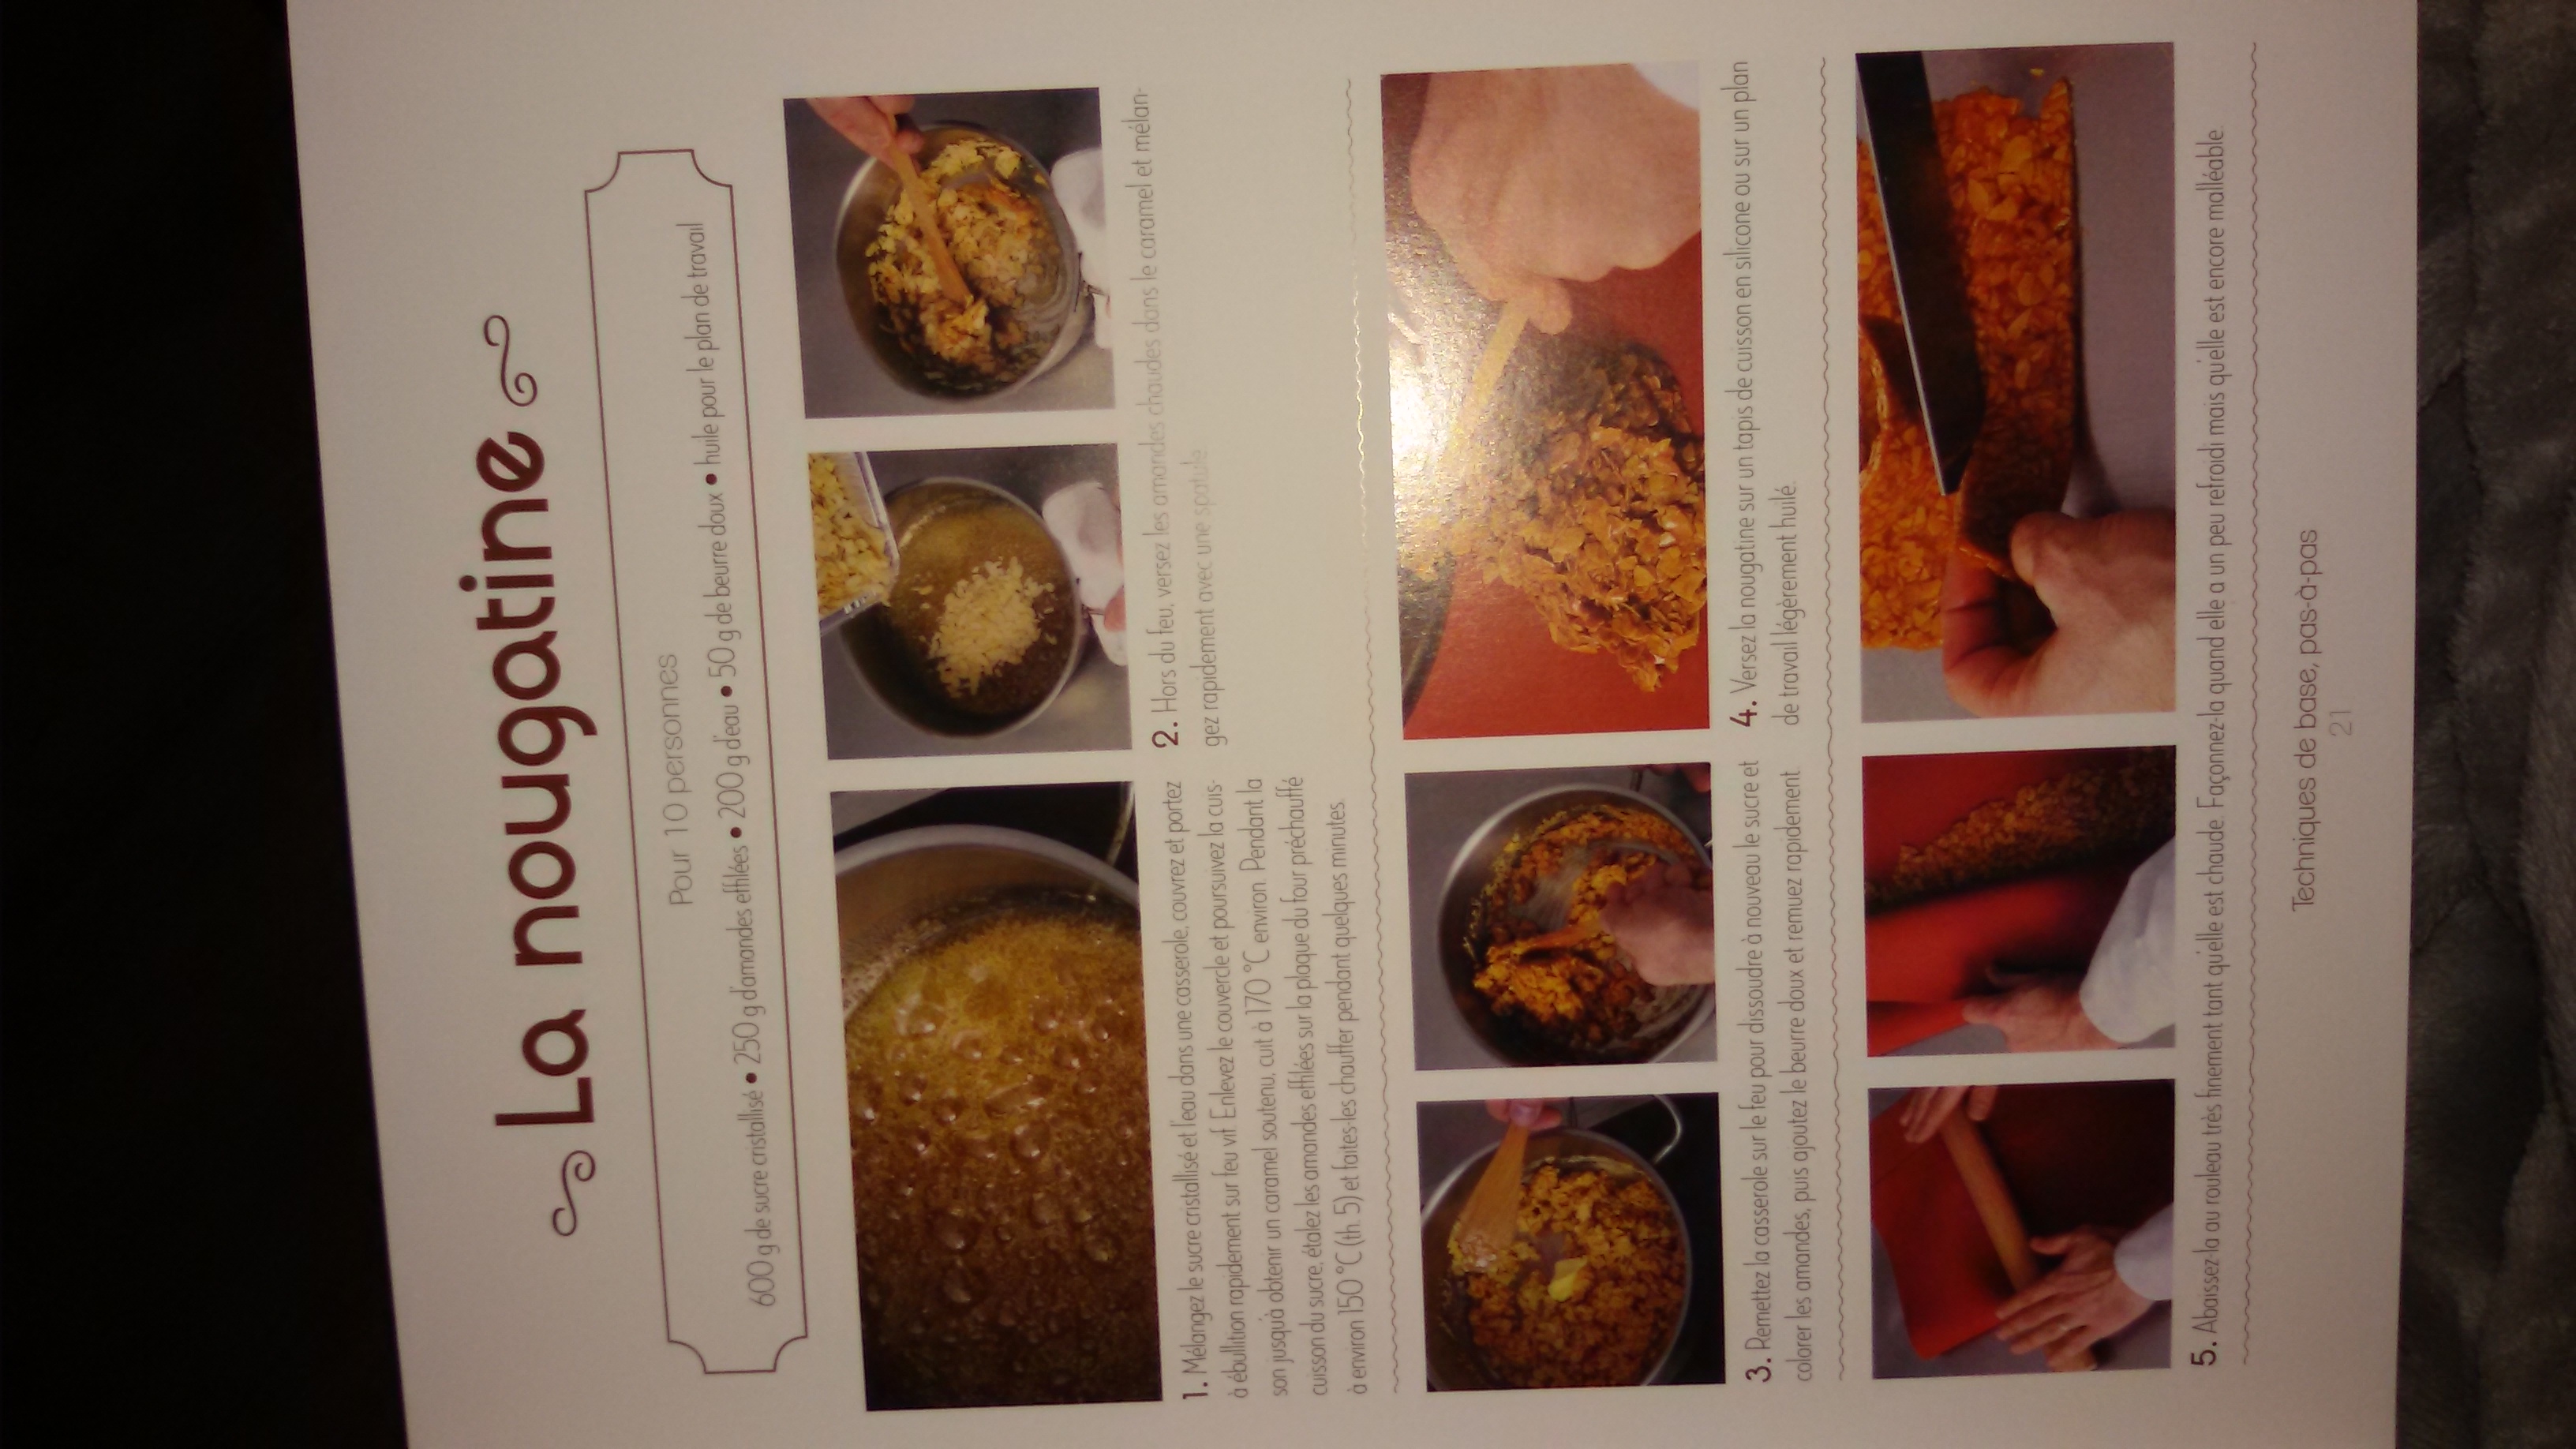 La nougatine
Pour 10 personnes
600 g de sucre cristallisé • 250 g d'amandes effilées • 200 g d'eau • 50 g de beurre doux • huile pour le plan de travail
1. Mélangez le sucre cristallisé et l'eau dans une casserole, couvrez et portez
à ébullition rapidement sur feu vif. Enlevez le couvercle et poursuivez la cuis-
son jusqu'à obtenir un caramel soutenu, cuit à 170 °C environ. Pendant la
cuisson du sucre, étalez les amandes effilées sur la plaque du four préchauffé
à environ 150 °C (th. 5) et faites-les chauffer pendant quelques minutes.
2. Hors du feu, versez les amandes chaudes dans le caramel et mélan-
gez rapidement avec une spatule.
3. Remettez la casserole sur le feu pour dissoudre à nouveau le sucre et
colorer les amandes, puis ajoutez le beurre doux et remuez rapidement.
4. Versez la nougatine sur un tapis de cuisson en silicone ou sur un plan
de travail légèrement huilé.
5. Abaissez-la au rouleau très finement tant qu'elle est chaude. Façonnez-la quand elle a un peu refroidi mais qu'elle est encore malléable.
Techniques de base, pas-à-pas
21